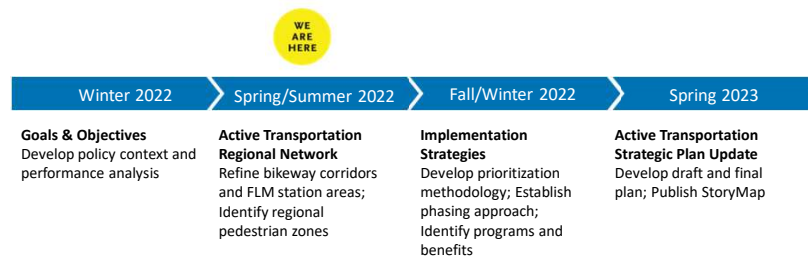 WE
ARE
HERE
Winter 2022
Spring/Summer 2022
Fall/Winter 2022
Spring 2023
Goals & Objectives
Develop policy context and
performance analysis
Active Transportation
Regional Network
Refine bikeway corridors
and FLM station areas;
Identify regional
pedestrian zones
Implementation
Strategies
Develop prioritization
methodology; Establish
phasing approach;
Identify programs and
benefits
Active Transportation
Strategic Plan Update
Develop draft and final
plan; Publish StoryMap